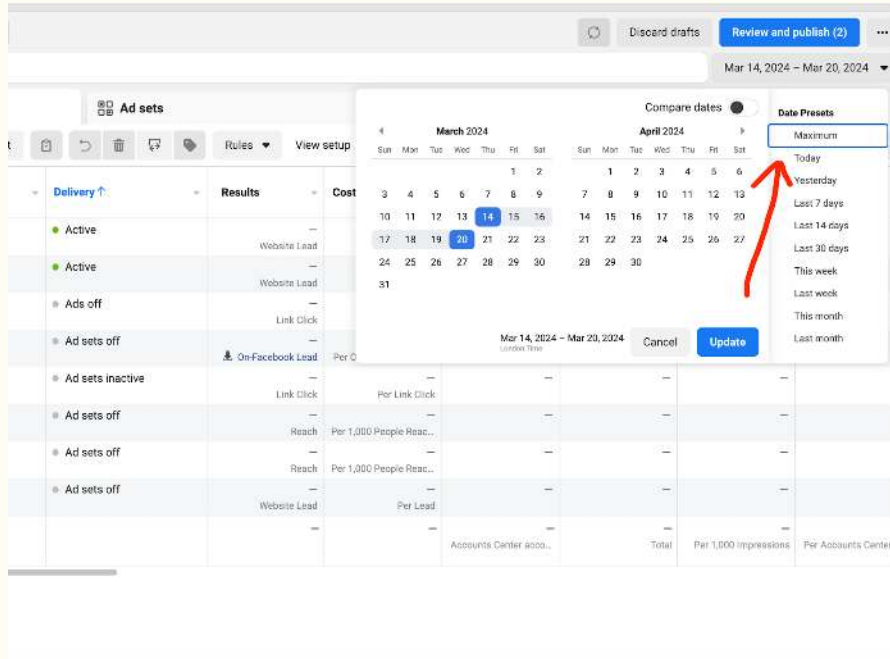 Discard drafts
Review and publish (2)
Mar 14, 2024 – Mar 20, 2024
Ad sets
Rules
View setup
Compare dates
March 2024
Sun Mon Tue Wed Thu Fri Sat
1 2
3 4 5 6 7 8 9
10 11 12 13 14 15 16
17 18 19 20 21 22 23
24 25 26 27 28 29 30
31
April 2024
Sun Mon Tue Wed Thu Fri Sat
1 2 3 4 5 6
7 8 9 10 11 12 13
14 15 16 17 18 19 20
21 22 23 24 25 26 27
28 29 30
Mar 14, 2024 – Mar 20, 2024
London Time
Cancel
Update
Date Presets
Maximum
Today
Yesterday
Last 7 days
Last 14 days
Last 30 days
This week
Last week
This month
Last month
Delivery ↑
Results
Cost
Active
—
Website Lead
Active
—
Website Lead
Ads off
—
Link Click
Ad sets off
—
On-Facebook Lead
Ad sets inactive
— — — — —
Link Click Per Link Click
Ad sets off
— — — — —
Reach Per 1,000 People Reac...
Ad sets off
— — — — —
Reach Per 1,000 People Reac...
Ad sets off
— — — — —
Website Lead Per Lead
— — — — —
Accounts Center acco... Total Per 1,000 Impressions Per Accounts Cente